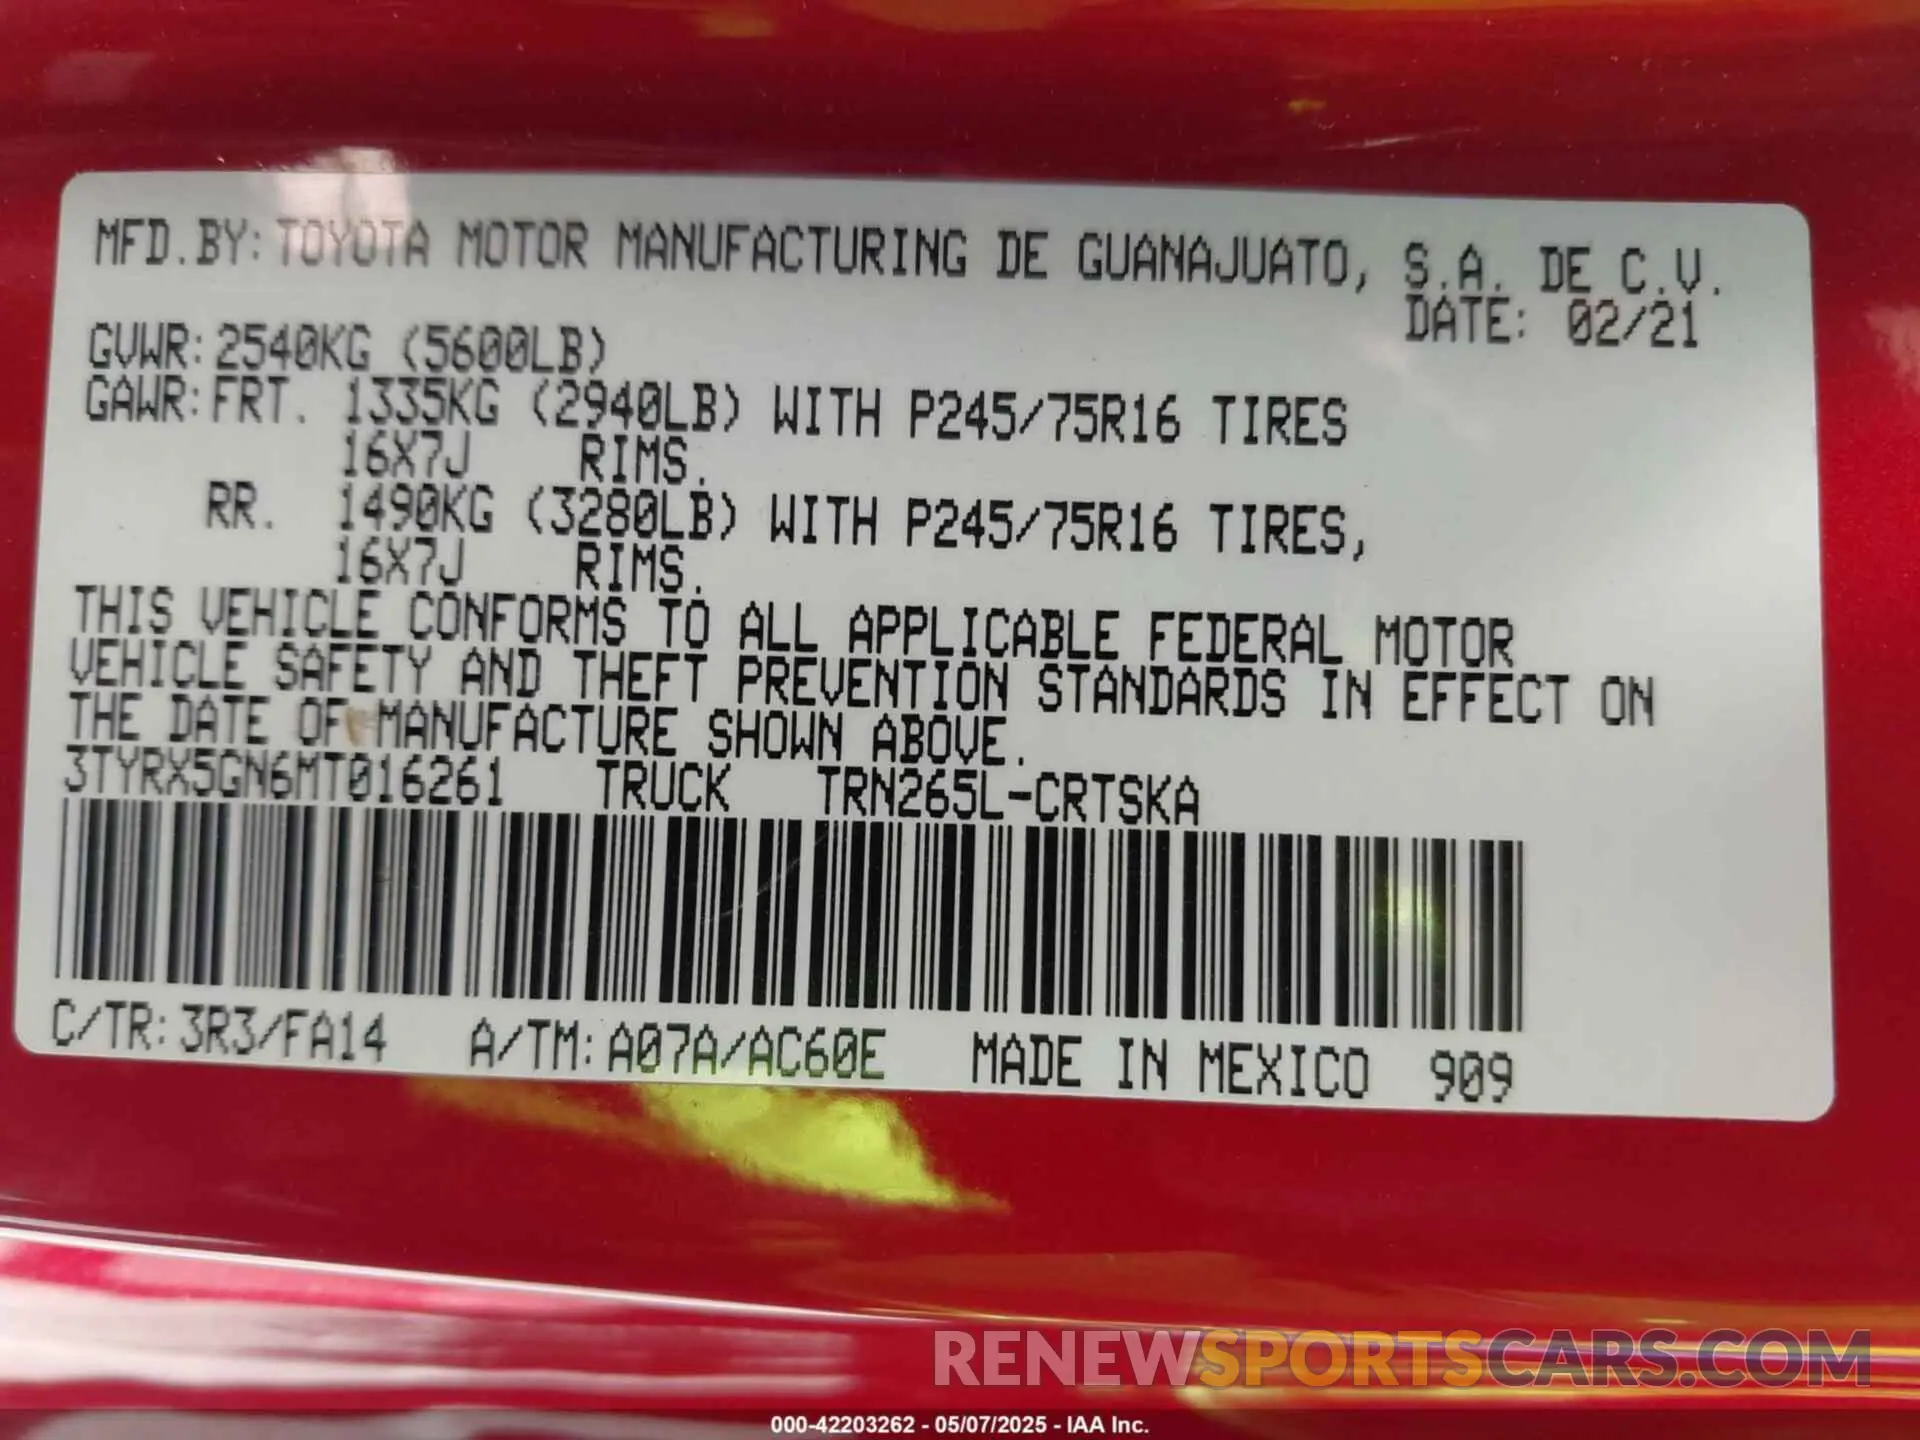 MFD.BY: TOYOTA MOTOR MANUFACTURING DE GUANAJUATO, S.A. DE C.V.
DATE: 02/21
GVWR: 2540KG (5600LB)
GAWR: FRT. 1335KG (2940LB) WITH P245/75R16 TIRES
16X7J RIMS.
RR. 1490KG (3280LB) WITH P245/75R16 TIRES,
16X7J RIMS.
THIS VEHICLE CONFORMS TO ALL APPLICABLE FEDERAL MOTOR
VEHICLE SAFETY AND THEFT PREVENTION STANDARDS IN EFFECT ON
THE DATE OF MANUFACTURE SHOWN ABOVE.
3TYRX5GN6MT016261 TRUCK TRN265L-CRTSKA
C/TR: 3R3/FA14 A/TM: A07A/AC60E MADE IN MEXICO 909
RENEWSPORTSCARS.COM
000-42203262 - 05/07/2025 - IAA Inc.